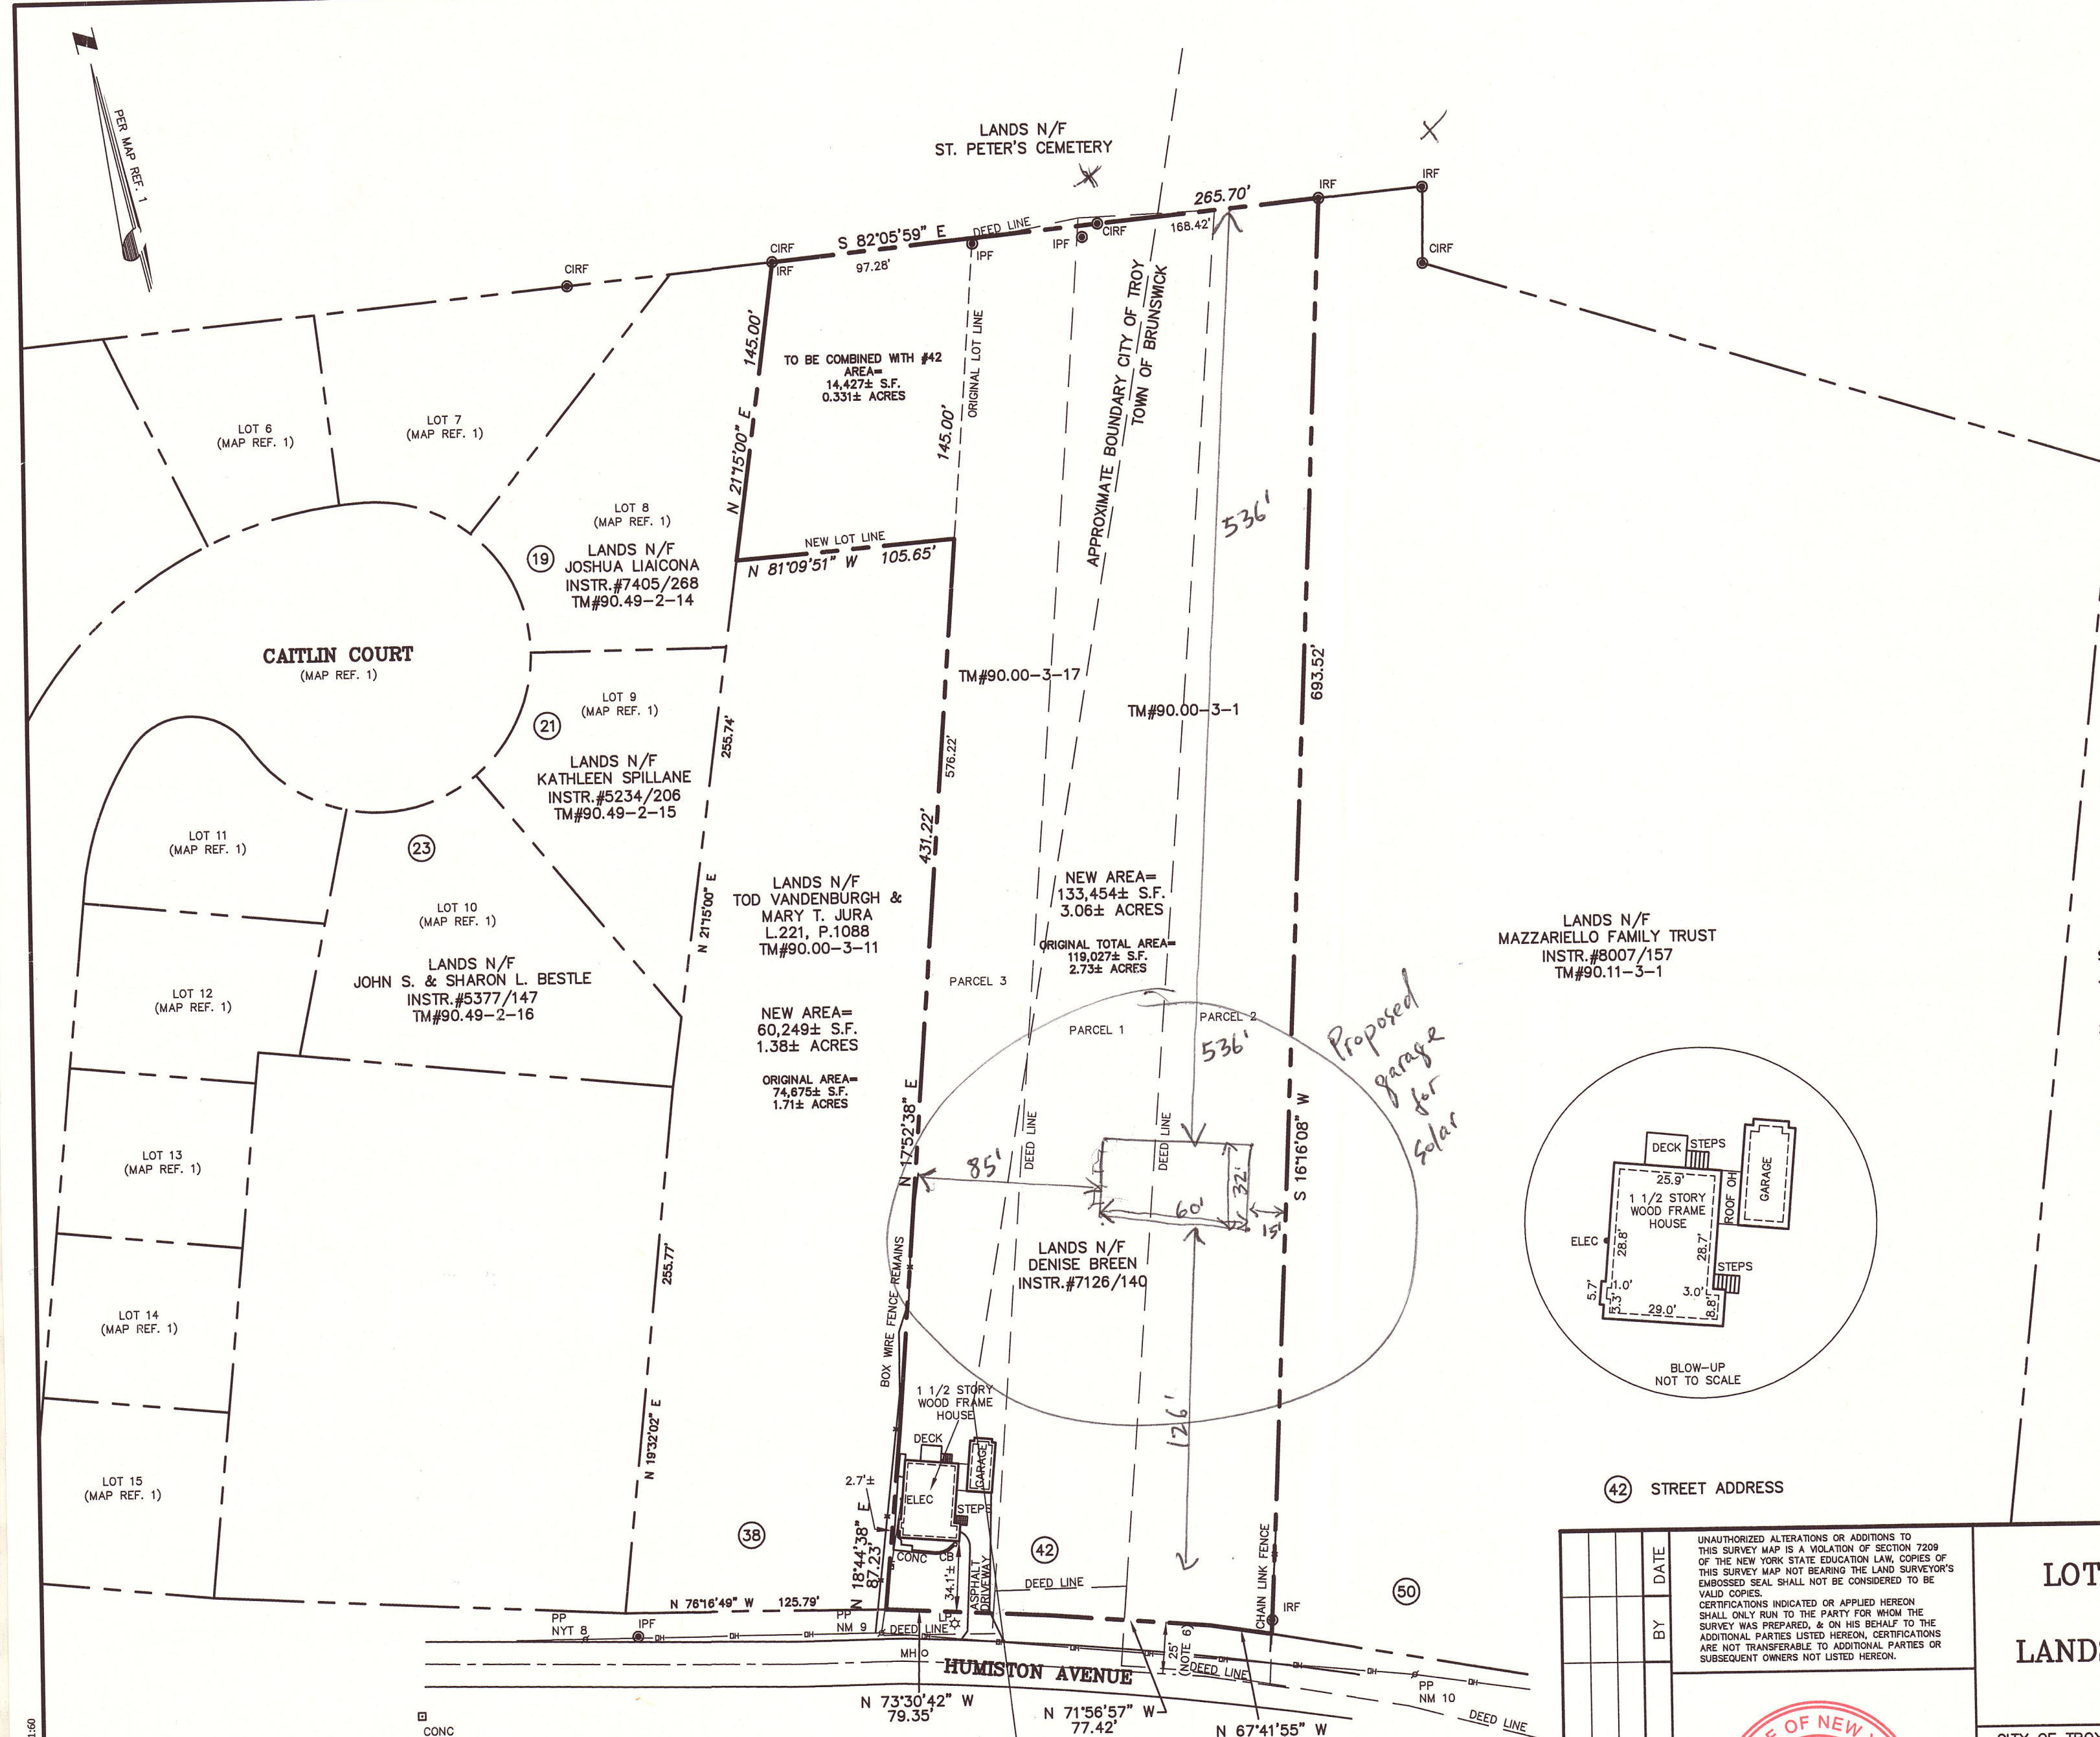 N
PER MAP REF. 1
LANDS N/F
ST. PETER'S CEMETERY
X
X
CIRF
CIRF
IRF
S 82°05'59" E
97.28'
DEED LINE
IPF
IPF
CIRF
265.70'
168.42'
IRF
IRF
CIRF
145.00'
N 21°15'00" E
TO BE COMBINED WITH #42
AREA=
14,427± S.F.
0.331± ACRES
ORIGINAL LOT LINE
145.00'
APPROXIMATE BOUNDARY CITY OF TROY
TOWN OF BRUNSWICK
536'
LOT 6
(MAP REF. 1)
LOT 7
(MAP REF. 1)
LOT 8
(MAP REF. 1)
19
LANDS N/F
JOSHUA LIAICONA
INSTR.#7405/268
TM#90.49-2-14
NEW LOT LINE
N 81°09'51" W 105.65'
CAITLIN COURT
(MAP REF. 1)
LOT 9
(MAP REF. 1)
21
LANDS N/F
KATHLEEN SPILLANE
INSTR.#5234/206
TM#90.49-2-15
255.74'
N 21°15'00" E
TM#90.00-3-17
TM#90.00-3-1
693.52'
576.22'
431.22'
LOT 11
(MAP REF. 1)
23
LOT 10
(MAP REF. 1)
LANDS N/F
JOHN S. & SHARON L. BESTLE
INSTR.#5377/147
TM#90.49-2-16
LANDS N/F
TOD VANDENBURGH &
MARY T. JURA
L.221, P.1088
TM#90.00-3-11
NEW AREA=
60,249± S.F.
1.38± ACRES
ORIGINAL AREA=
74,675± S.F.
1.71± ACRES
NEW AREA=
133,454± S.F.
3.06± ACRES
ORIGINAL TOTAL AREA=
119,027± S.F.
2.73± ACRES
PARCEL 3
PARCEL 1
PARCEL 2
536'
Proposed
garage
for
solar
LANDS N/F
MAZZARIELLO FAMILY TRUST
INSTR.#8007/157
TM#90.11-3-1
LOT 12
(MAP REF. 1)
LOT 13
(MAP REF. 1)
LOT 14
(MAP REF. 1)
LOT 15
(MAP REF. 1)
N 17°52'38" E
DEED LINE
DEED LINE
S 16°16'08" W
85'
60'
32'
15'
LANDS N/F
DENISE BREEN
INSTR.#7126/140
BOX WIRE FENCE REMAINS
255.77'
N 19°32'02" E
126'
DECK
STEPS
25.9'
1 1/2 STORY
WOOD FRAME
HOUSE
ROOF OH
GARAGE
ELEC
28.8'
28.7'
STEPS
5.7'
1.0'
5.3'
3.0'
29.0'
8.8'
BLOW-UP
NOT TO SCALE
1 1/2 STORY
WOOD FRAME
HOUSE
DECK
GARAGE
2.7'±
ELEC
STEPS
CONC
CB
34.1'±
ASPHALT
DRIVEWAY
38
N 18°44'38" E
87.23'
42
DEED LINE
CHAIN LINK FENCE
50
42 STREET ADDRESS
N 76°16'49" W 125.79'
PP
NYT 8
IPF
OH
OH
OH
PP
NM 9
DEED LINE
LP
MH
OH
25'
(NOTE 6)
DEED LINE
OH
IRF
OH
OH
PP
NM 10
OH
DEED LINE
HUMISTON AVENUE
N 73°30'42" W
79.35'
N 71°56'57" W
77.42'
N 67°41'55" W
CONC
1:60
DATE
BY
UNAUTHORIZED ALTERATIONS OR ADDITIONS TO
THIS SURVEY MAP IS A VIOLATION OF SECTION 7209
OF THE NEW YORK STATE EDUCATION LAW, COPIES OF
THIS SURVEY MAP NOT BEARING THE LAND SURVEYOR'S
EMBOSSED SEAL SHALL NOT BE CONSIDERED TO BE
VALID COPIES.
CERTIFICATIONS INDICATED OR APPLIED HEREON
SHALL ONLY RUN TO THE PARTY FOR WHOM THE
SURVEY WAS PREPARED, & ON HIS BEHALF TO THE
ADDITIONAL PARTIES LISTED HEREON, CERTIFICATIONS
ARE NOT TRANSFERABLE TO ADDITIONAL PARTIES OR
SUBSEQUENT OWNERS NOT LISTED HEREON.
LOT
LANDS
E OF NEW
CITY OF TROY